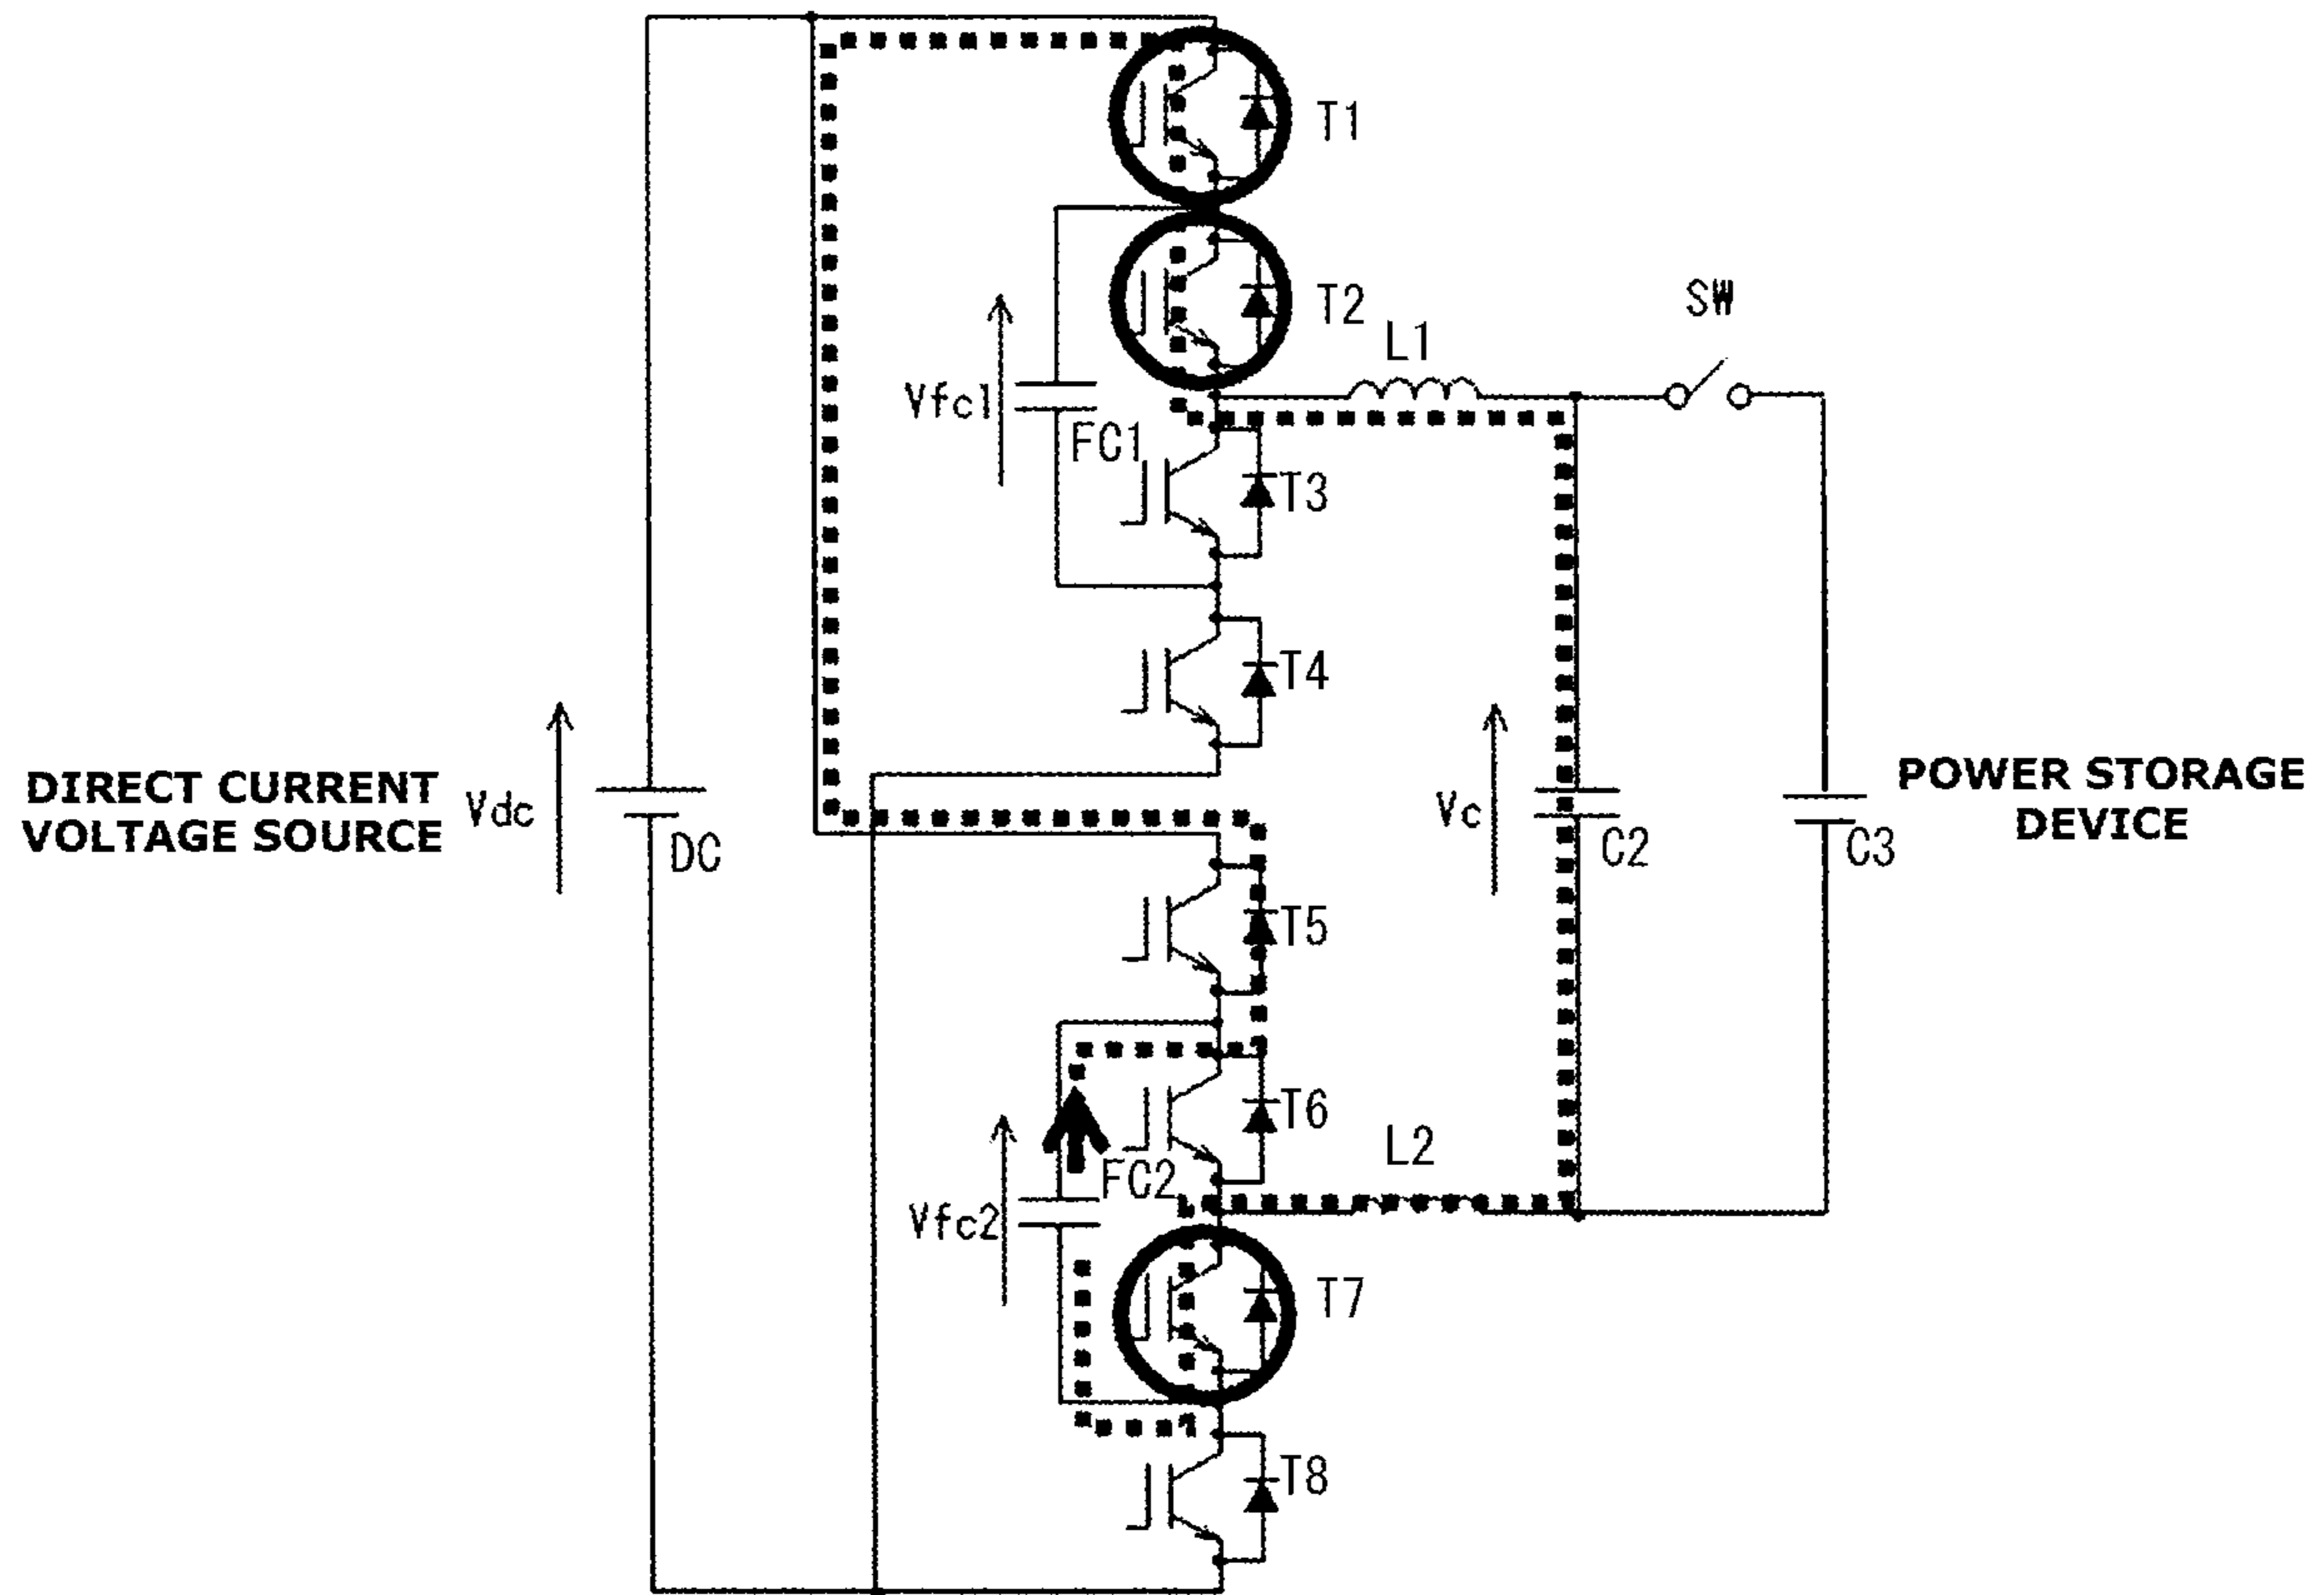 T1
T2
SW
L1
Vfc1
FC1
T3
T4
DIRECT CURRENT
VOLTAGE SOURCE
Vdc
DC
Vc
C2
C3
POWER STORAGE
DEVICE
T5
T6
L2
FC2
Vfc2
T7
T8